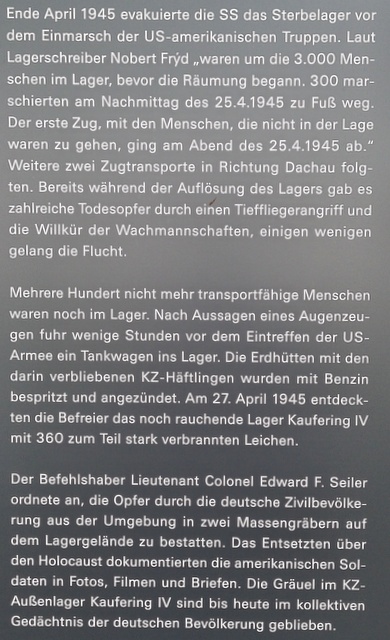 Ende April 1945 evakuierte die SS das Sterbelager vor
dem Einmarsch der US-amerikanischen Truppen. Laut
Lagerschreiber Nobert Frýd „waren um die 3.000 Men-
schen im Lager, bevor die Räumung begann. 300 mar-
schierten am Nachmittag des 25.4.1945 zu Fuß weg.
Der erste Zug, mit den Menschen, die nicht in der Lage
waren zu gehen, ging am Abend des 25.4.1945 ab.“
Weitere zwei Zugtransporte in Richtung Dachau folg-
ten. Bereits während der Auflösung des Lagers gab es
zahlreiche Todesopfer durch einen Tieffliegerangriff und
die Willkür der Wachmannschaften, einigen wenigen
gelang die Flucht.

Mehrere Hundert nicht mehr transportfähige Menschen
waren noch im Lager. Nach Aussagen eines Augenzeu-
gen fuhr wenige Stunden vor dem Eintreffen der US-
Armee ein Tankwagen ins Lager. Die Erdhütten mit den
darin verbliebenen KZ-Häftlingen wurden mit Benzin
bespritzt und angezündet. Am 27. April 1945 entdeck-
ten die Befreier das noch rauchende Lager Kaufering IV
mit 360 zum Teil stark verbrannten Leichen.

Der Befehlshaber Lieutenant Colonel Edward F. Seiler
ordnete an, die Opfer durch die deutsche Zivilbevölke-
rung aus der Umgebung in zwei Massengräbern auf
dem Lagergelände zu bestatten. Das Entsetzten über
den Holocaust dokumentierten die amerikanischen Sol-
daten in Fotos, Filmen und Briefen. Die Gräuel im KZ-
Außenlager Kaufering IV sind bis heute im kollektiven
Gedächtnis der deutschen Bevölkerung geblieben.